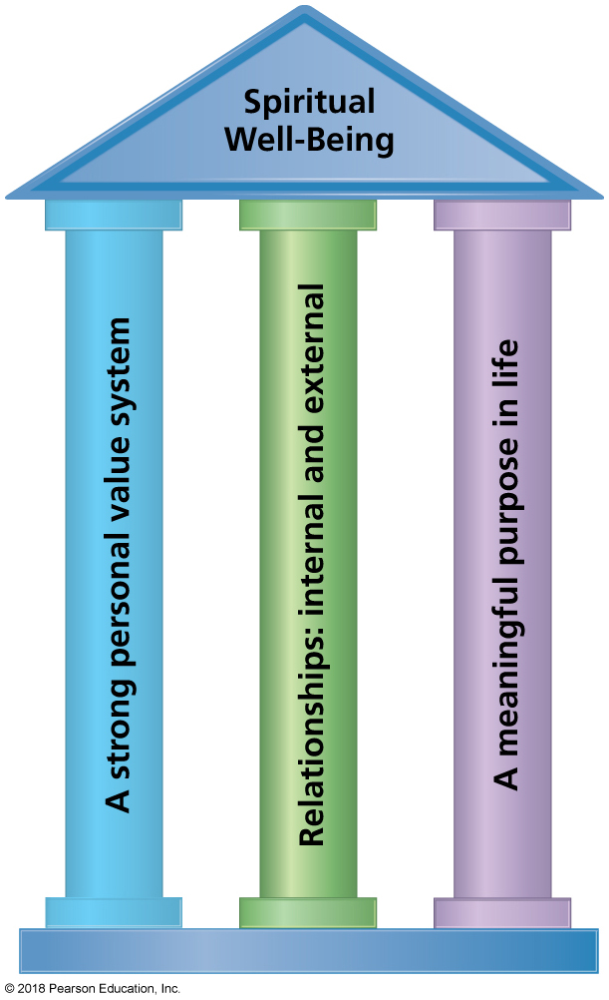 Spiritual
Well-Being
A strong personal value system
Relationships: internal and external
A meaningful purpose in life
© 2018 Pearson Education, Inc.